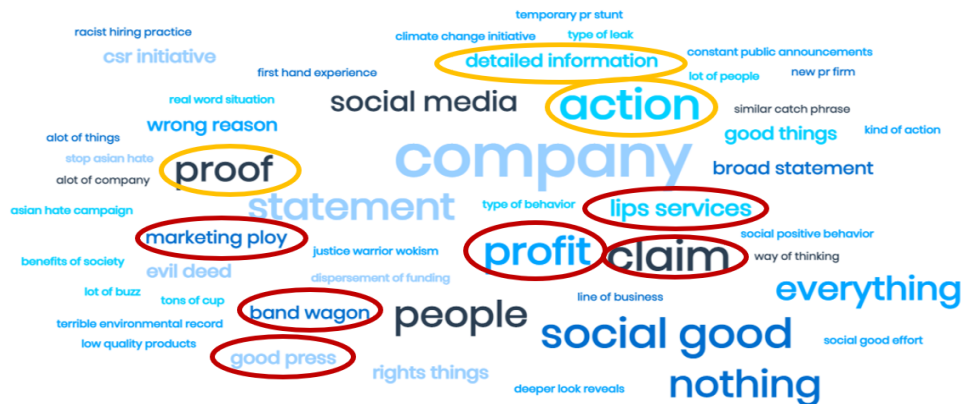 temporary pr stunt
racist hiring practice
climate change initiative
type of leak
csr initiative
detailed information
constant public announcements
first hand experience
lot of people
new pr firm
real word situation
social media
action
similar catch phrase
wrong reason
good things
kind of action
alot of things
company
stop asian hate
proof
broad statement
alot of company
asian hate campaign
statement
type of behavior
lips services
marketing ploy
justice warrior wokism
profit
claim
social positive behavior
way of thinking
benefits of society
evil deed
dispersement of funding
lot of buzz
tons of cup
line of business
everything
band wagon
people
terrible environmental record
social good
low quality products
good press
social good effort
rights things
deeper look reveals
nothing